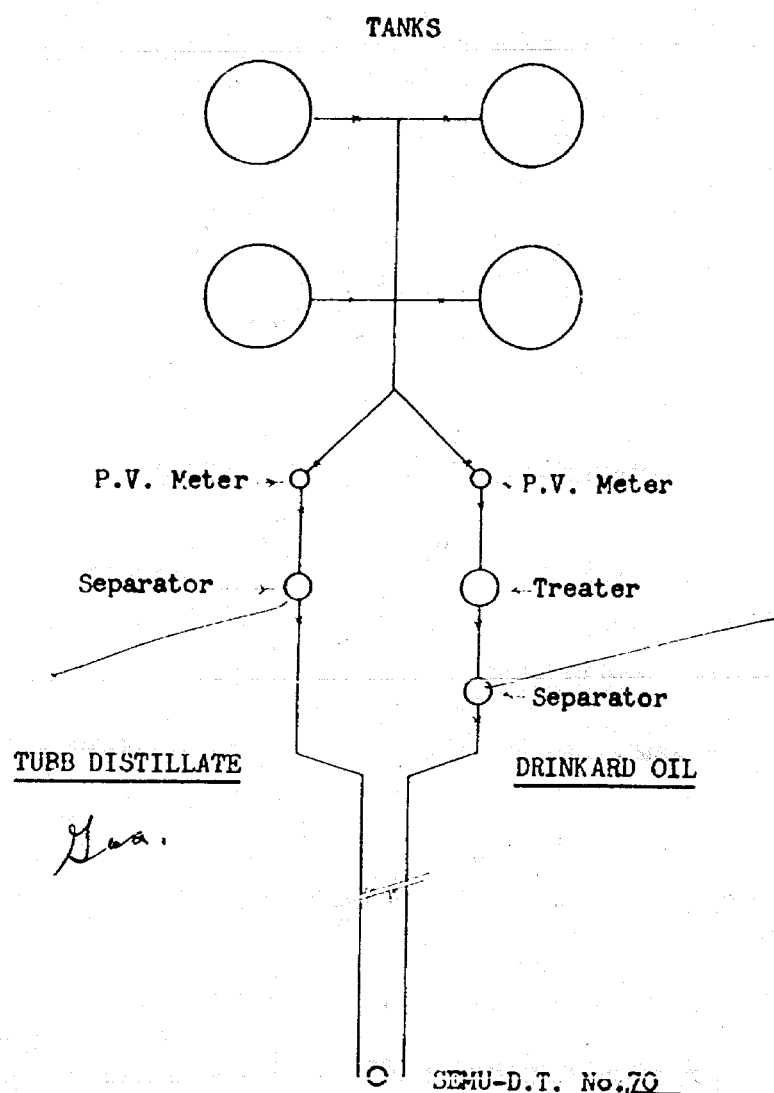 TANKS
P.V. Meter
P.V. Meter
Separator
Treater
Separator
TUBB DISTILLATE
DRINKARD OIL
Gas.
SEMU-D.T. No.70